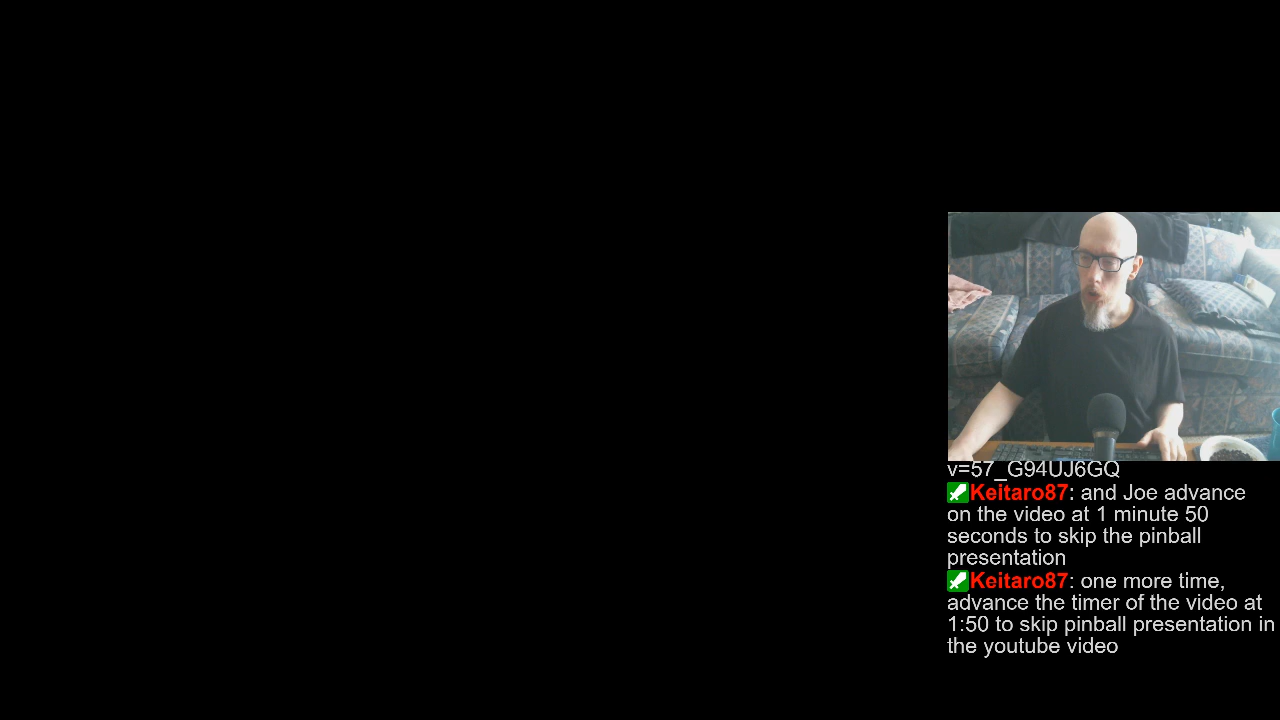 v=57_G94UJ6GQ
Keitaro87: and Joe advance
on the video at 1 minute 50
seconds to skip the pinball
presentation
Keitaro87: one more time,
advance the timer of the video at
1:50 to skip pinball presentation in
the youtube video